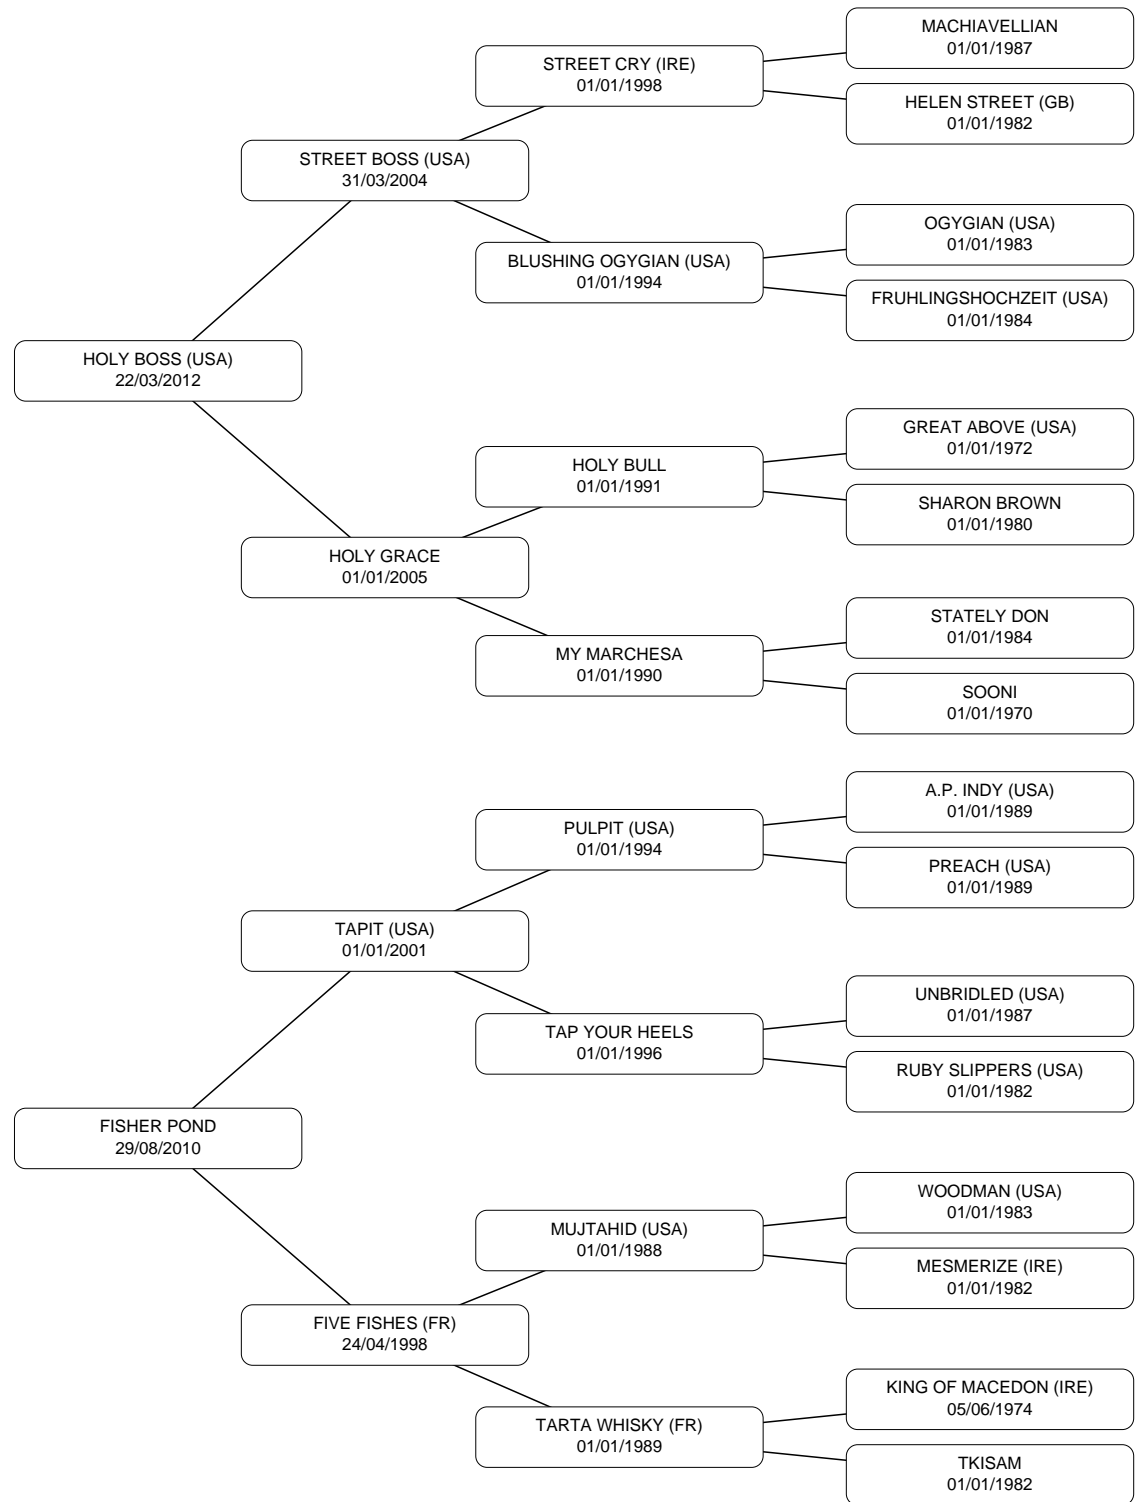 MACHIAVELLIAN
01/01/1987
STREET CRY (IRE)
01/01/1998
HELEN STREET (GB)
01/01/1982
STREET BOSS (USA)
31/03/2004
OGYGIAN (USA)
01/01/1983
BLUSHING OGYGIAN (USA)
01/01/1994
FRUHLINGSHOCHZEIT (USA)
01/01/1984
HOLY BOSS (USA)
22/03/2012
GREAT ABOVE (USA)
01/01/1972
HOLY BULL
01/01/1991
SHARON BROWN
01/01/1980
HOLY GRACE
01/01/2005
STATELY DON
01/01/1984
MY MARCHESA
01/01/1990
SOONI
01/01/1970
A.P. INDY (USA)
01/01/1989
PULPIT (USA)
01/01/1994
PREACH (USA)
01/01/1989
TAPIT (USA)
01/01/2001
UNBRIDLED (USA)
01/01/1987
TAP YOUR HEELS
01/01/1996
RUBY SLIPPERS (USA)
01/01/1982
FISHER POND
29/08/2010
WOODMAN (USA)
01/01/1983
MUJTAHID (USA)
01/01/1988
MESMERIZE (IRE)
01/01/1982
FIVE FISHES (FR)
24/04/1998
KING OF MACEDON (IRE)
05/06/1974
TARTA WHISKY (FR)
01/01/1989
TKISAM
01/01/1982